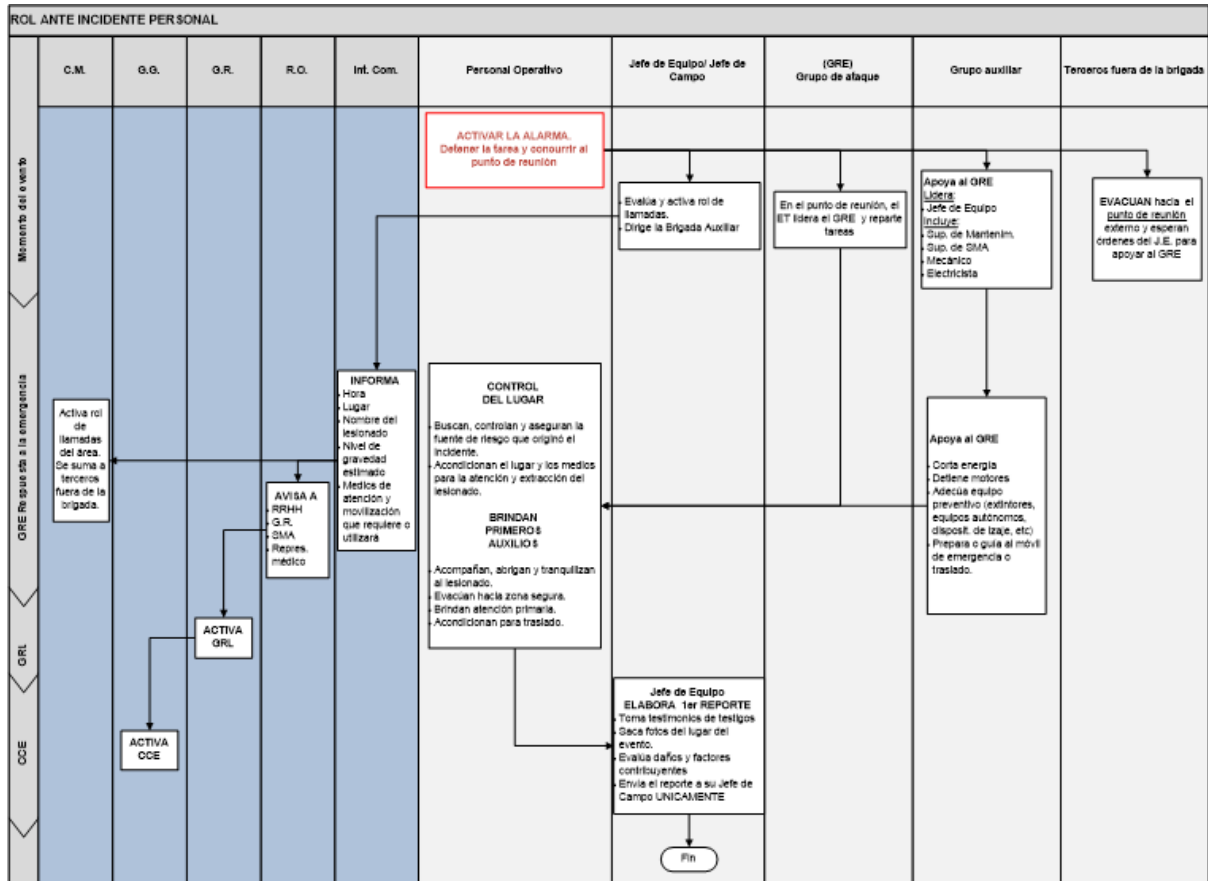 ROL ANTE INCIDENTE PERSONAL
C.M.
G.G.
G.R.
R.O.
Int. Com.
Personal Operativo
Jefe de Equipo/ Jefe de
Campo
(GRE)
Grupo de ataque
Grupo auxiliar
Terceros fuera de la brigada
Momento del evento
ACTIVAR LA ALARMA.
Detener la tarea y concurrir al
punto de reunión
Evalúa y activa rol de
llamadas.
Dirige la Brigada Auxiliar
En el punto de reunión, el
ET lidera el GRE y reparte
tareas
Apoya al GRE
Lidera:
Jefe de Equipo
Incluye:
Sup. de Mantenim.
Sup. de SMA
Mecánico
Electricista
EVACUAN hacia el
punto de reunión
externo y esperan
órdenes del J.E. para
apoyar al GRE
GRE Respuesta a la emergencia
Activa rol
de
llamadas
del área.
Se suma a
terceros
fuera de la
brigada.
AVISA A
RRHH
G.R.
SMA
Repres.
médico
INFORMA
Hora
Lugar
Nombre del
lesionado
Nivel de
gravedad
estimado
Medios de
atención y
movilización
que requiere o
utilizará
CONTROL
DEL LUGAR
Buscan, controlan y aseguran la
fuente de riesgo que originó el
incidente.
Acondicionan el lugar y los medios
para la atención y extracción del
lesionado.
BRINDAN
PRIMEROS
AUXILIOS
Acompañan, abrigan y tranquilizan
al lesionado.
Evacúan hacia zona segura.
Brindan atención primaria.
Acondicionan para traslado.
Apoya al GRE
Corta energía
Detiene motores
Adecúa equipo
preventivo (extintores,
equipos autónomos,
disposit. de izaje, etc)
Prepara o guía al móvil
de emergencia o
traslado.
GRL
ACTIVA
GRL
CCE
ACTIVA
CCE
Jefe de Equipo
ELABORA 1er REPORTE
Toma testimonios de testigos
Saca fotos del lugar del
evento.
Evalúa daños y factores
contribuyentes
Envía el reporte a su Jefe de
Campo UNICAMENTE
Fin